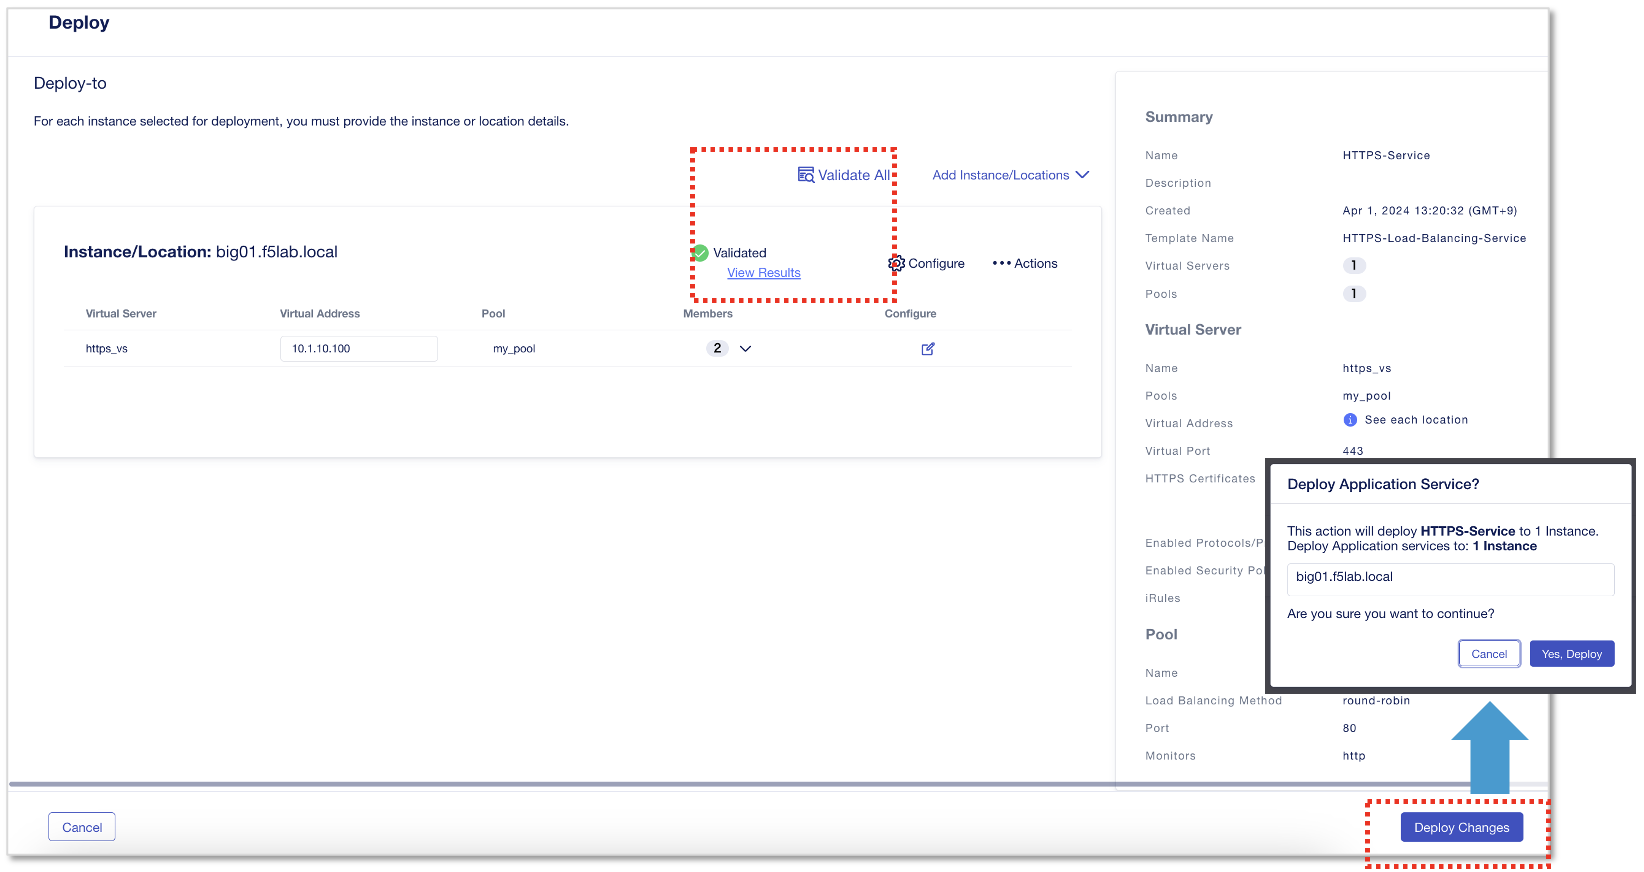 Deploy
Deploy-to
For each instance selected for deployment, you must provide the instance or location details.
Validate All
Add Instance/Locations
Instance/Location: big01.f5lab.local
Validated
View Results
Configure
Actions
Virtual Server Virtual Address Pool Members Configure
https_vs 10.1.10.100 my_pool 2
Summary
Name HTTPS-Service
Description
Created Apr 1, 2024 13:20:32 (GMT+9)
Template Name HTTPS-Load-Balancing-Service
Virtual Servers 1
Pools 1
Virtual Server
Name https_vs
Pools my_pool
Virtual Address See each location
Virtual Port 443
HTTPS Certificates
Enabled Protocols/P
Enabled Security Pol
iRules
Pool
Name
Load Balancing Method round-robin
Port 80
Monitors http
Deploy Application Service?
This action will deploy HTTPS-Service to 1 Instance.
Deploy Application services to: 1 Instance
big01.f5lab.local
Are you sure you want to continue?
Cancel Yes, Deploy
Cancel
Deploy Changes